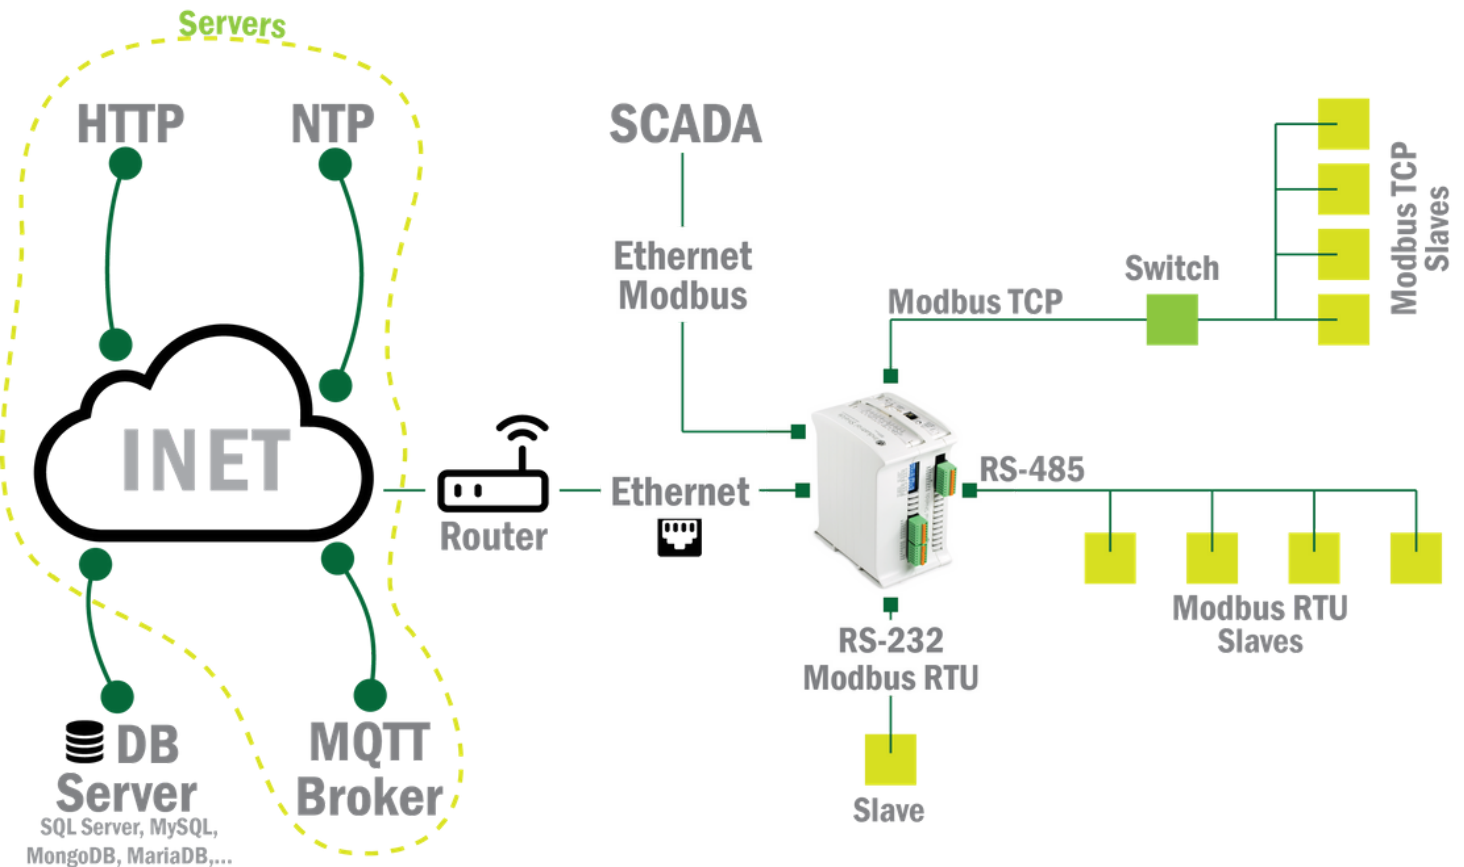 Servers
HTTP
NTP
SCADA
Ethernet
Modbus
Switch
Modbus TCP
Modbus TCP
Slaves
INET
Router
Ethernet
RS-485
Modbus RTU
Slaves
RS-232
Modbus RTU
Slave
DB
Server
SQL Server, MySQL,
MongoDB, MariaDB,...
MQTT
Broker